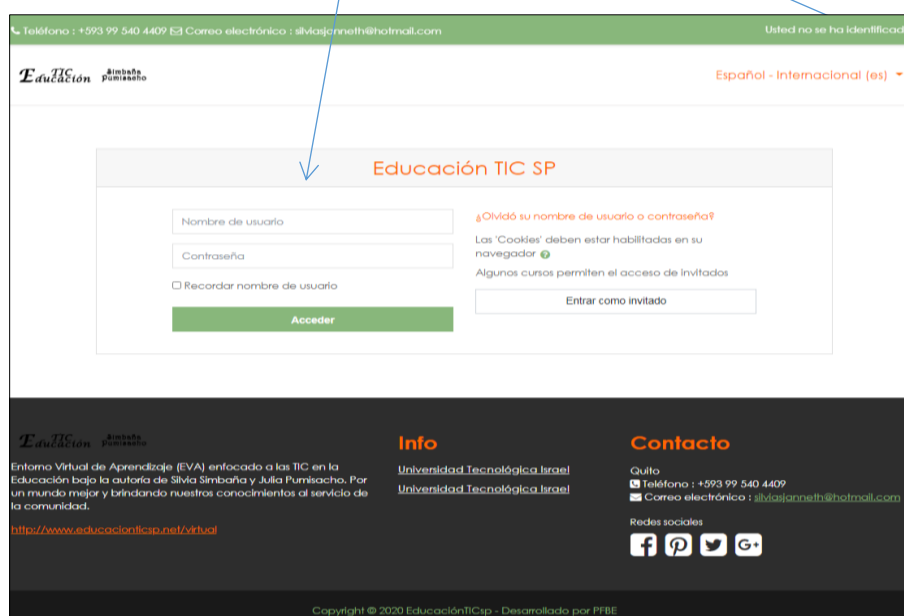 Teléfono : +593 99 540 4409 Correo electrónico : silviasjanneth@hotmail.com
Usted no se ha identificad
Educación TIC Simbaña Pumisacho
Español - Internacional (es)
Educación TIC SP
Nombre de usuario
Contraseña
Recordar nombre de usuario
Acceder
¿Olvidó su nombre de usuario o contraseña?
Las 'Cookies' deben estar habilitadas en su
navegador
Algunos cursos permiten el acceso de invitados
Entrar como invitado
Educación TIC Simbaña Pumisacho
Entorno Virtual de Aprendizaje (EVA) enfocado a las TIC en la
Educación bajo la autoría de Silvia Simbaña y Julia Pumisacho. Por
un mundo mejor y brindando nuestros conocimientos al servicio de
la comunidad.
http://www.educacionticsp.net/virtual
Info
Universidad Tecnológica Israel
Universidad Tecnológica Israel
Contacto
Quito
Teléfono : +593 99 540 4409
Correo electrónico : silviasjanneth@hotmail.com
Redes sociales
Copyright © 2020 EducaciónTICsp - Desarrollado por PFBE